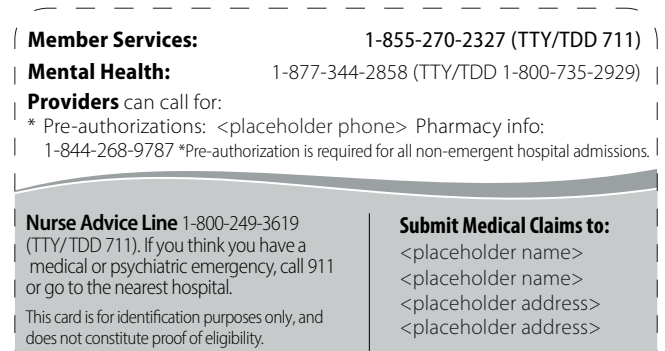 Member Services: 1-855-270-2327 (TTY/TDD 711)
Mental Health: 1-877-344-2858 (TTY/TDD 1-800-735-2929)
Providers can call for:
* Pre-authorizations: <placeholder phone> Pharmacy info:
1-844-268-9787 *Pre-authorization is required for all non-emergent hospital admissions.
Nurse Advice Line 1-800-249-3619
(TTY/TDD 711). If you think you have a
medical or psychiatric emergency, call 911
or go to the nearest hospital.
This card is for identification purposes only, and
does not constitute proof of eligibility.
Submit Medical Claims to:
<placeholder name>
<placeholder name>
<placeholder address>
<placeholder address>